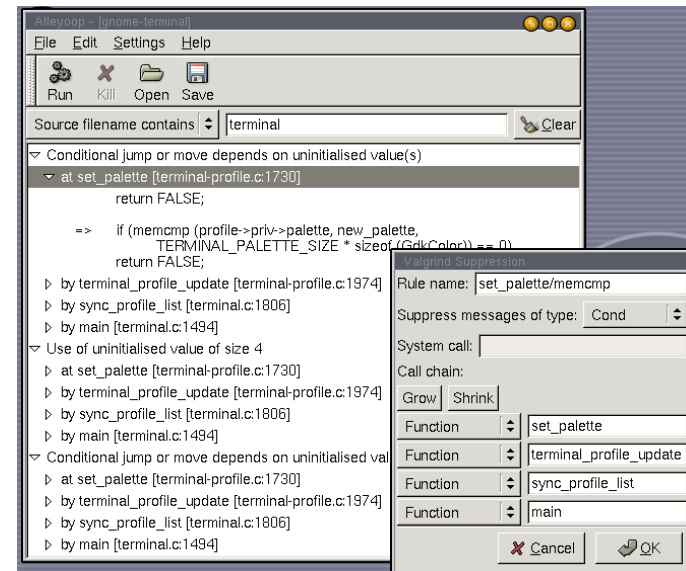 Alleyoop - [gnome-terminal]
File Edit Settings Help
Run Kill Open Save
Source filename contains terminal Clear
Conditional jump or move depends on uninitialised value(s)
at set_palette [terminal-profile.c:1730]
return FALSE;
=> if (memcmp (profile->priv->palette, new_palette,
TERMINAL_PALETTE_SIZE * sizeof (GdkColor)) == 0)
return FALSE;
by terminal_profile_update [terminal-profile.c:1974]
by sync_profile_list [terminal.c:1806]
by main [terminal.c:1494]
Use of uninitialised value of size 4
at set_palette [terminal-profile.c:1730]
by terminal_profile_update [terminal-profile.c:1974]
by sync_profile_list [terminal.c:1806]
by main [terminal.c:1494]
Conditional jump or move depends on uninitialised val
at set_palette [terminal-profile.c:1730]
by terminal_profile_update [terminal-profile.c:1974]
by sync_profile_list [terminal.c:1806]
by main [terminal.c:1494]
Valgrind Suppression
Rule name: set_palette/memcmp
Suppress messages of type: Cond
System call:
Call chain:
Grow Shrink
Function set_palette
Function terminal_profile_update
Function sync_profile_list
Function main
Cancel OK